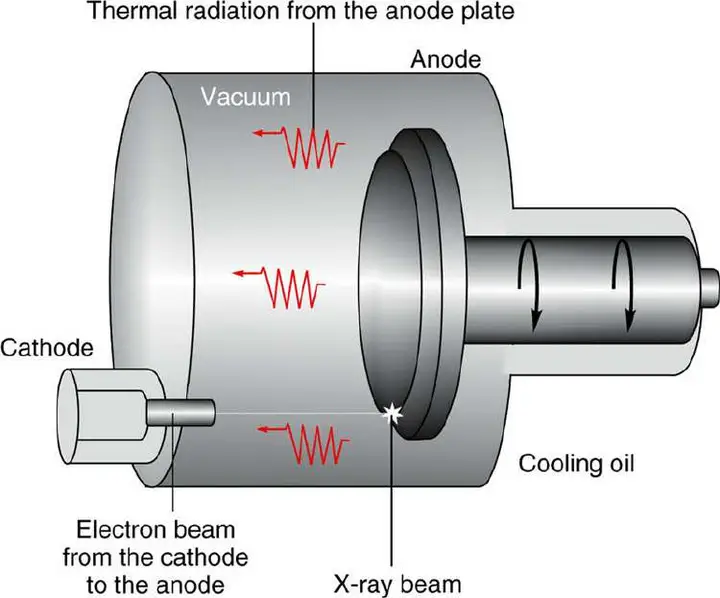 Thermal radiation from the anode plate
Anode
Vacuum
Cathode
Cooling oil
Electron beam
from the cathode
to the anode
X-ray beam